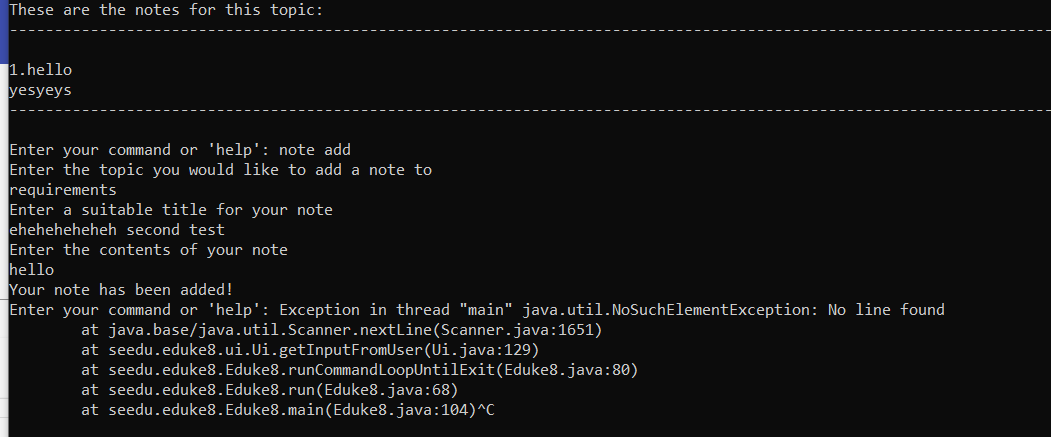 These are the notes for this topic:
--------------------------------------------------------------------------------------------------------------------
1.hello
yesyeys
--------------------------------------------------------------------------------------------------------------------
Enter your command or 'help': note add
Enter the topic you would like to add a note to
requirements
Enter a suitable title for your note
eheheheheheh second test
Enter the contents of your note
hello
Your note has been added!
Enter your command or 'help': Exception in thread "main" java.util.NoSuchElementException: No line found
        at java.base/java.util.Scanner.nextLine(Scanner.java:1651)
        at seedu.eduke8.ui.Ui.getInputFromUser(Ui.java:129)
        at seedu.eduke8.Eduke8.runCommandLoopUntilExit(Eduke8.java:80)
        at seedu.eduke8.Eduke8.run(Eduke8.java:68)
        at seedu.eduke8.Eduke8.main(Eduke8.java:104)^C